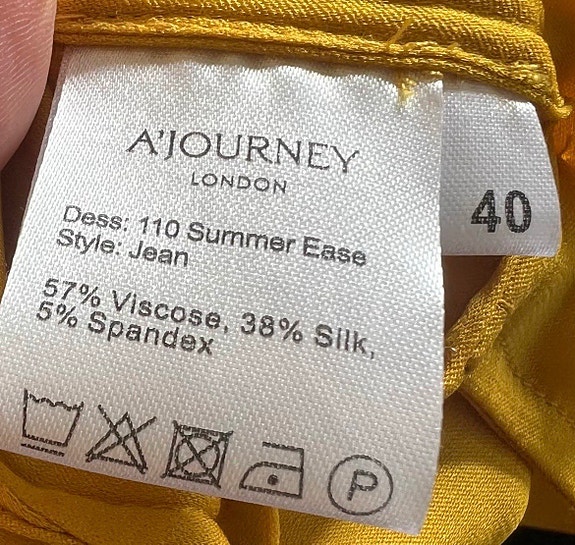 A'JOURNEY
LONDON
Dess: 110 Summer Ease
Style: Jean
57% Viscose, 38% Silk,
5% Spandex
P
40